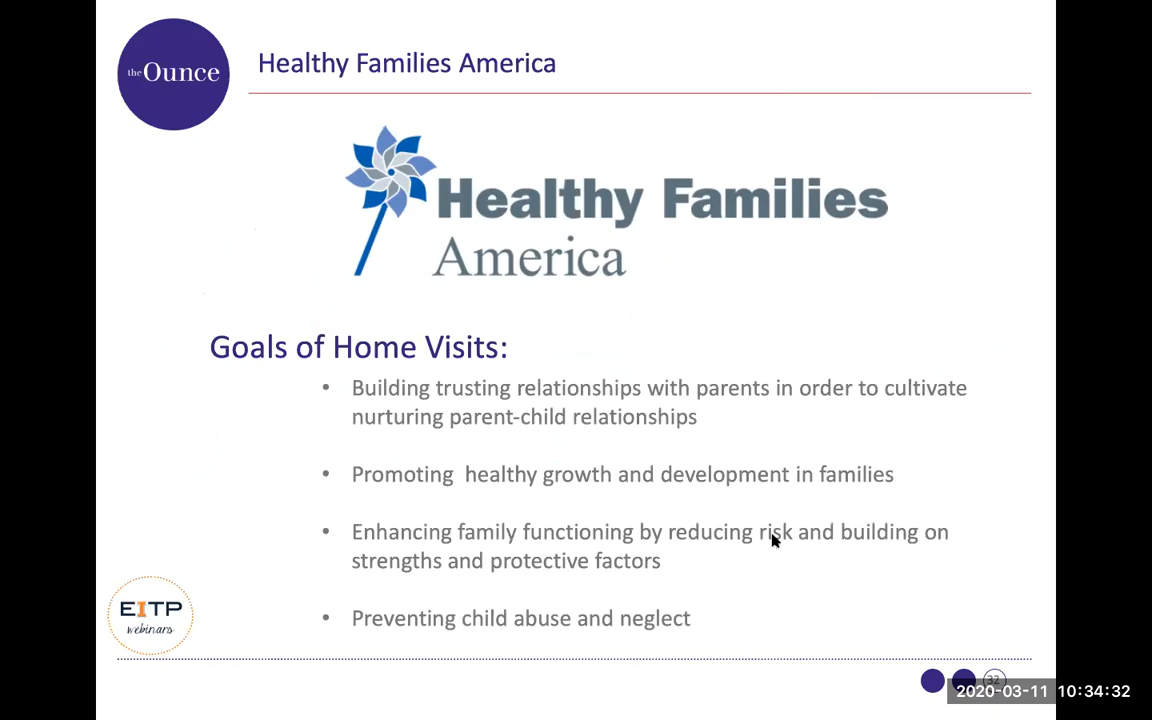 the Ounce
Healthy Families America
Healthy Families
America
Goals of Home Visits:
• Building trusting relationships with parents in order to cultivate
nurturing parent-child relationships
• Promoting  healthy growth and development in families
• Enhancing family functioning by reducing risk and building on
strengths and protective factors
• Preventing child abuse and neglect
EITP
webinars
32
2020-03-11 10:34:32